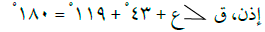 إذن، ق ∠ ع + ٤٣° + ١١٩° = ١٨٠°